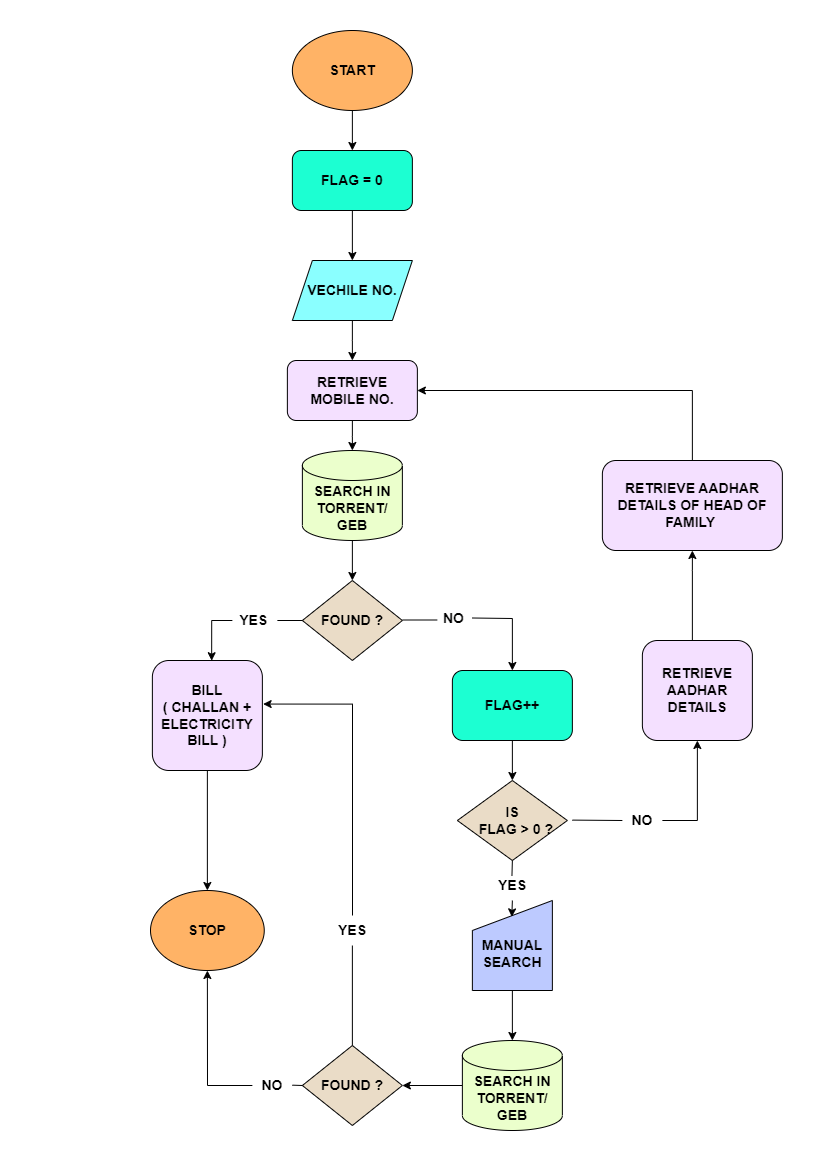 START
FLAG = 0
VECHILE NO.
RETRIEVE
MOBILE NO.
SEARCH IN
TORRENT/
GEB
RETRIEVE AADHAR
DETAILS OF HEAD OF
FAMILY
FOUND ?
YES
NO
BILL
( CHALLAN +
ELECTRICITY
BILL )
FLAG++
RETRIEVE
AADHAR
DETAILS
IS
FLAG > 0 ?
NO
YES
STOP
YES
MANUAL
SEARCH
SEARCH IN
TORRENT/
GEB
FOUND ?
NO